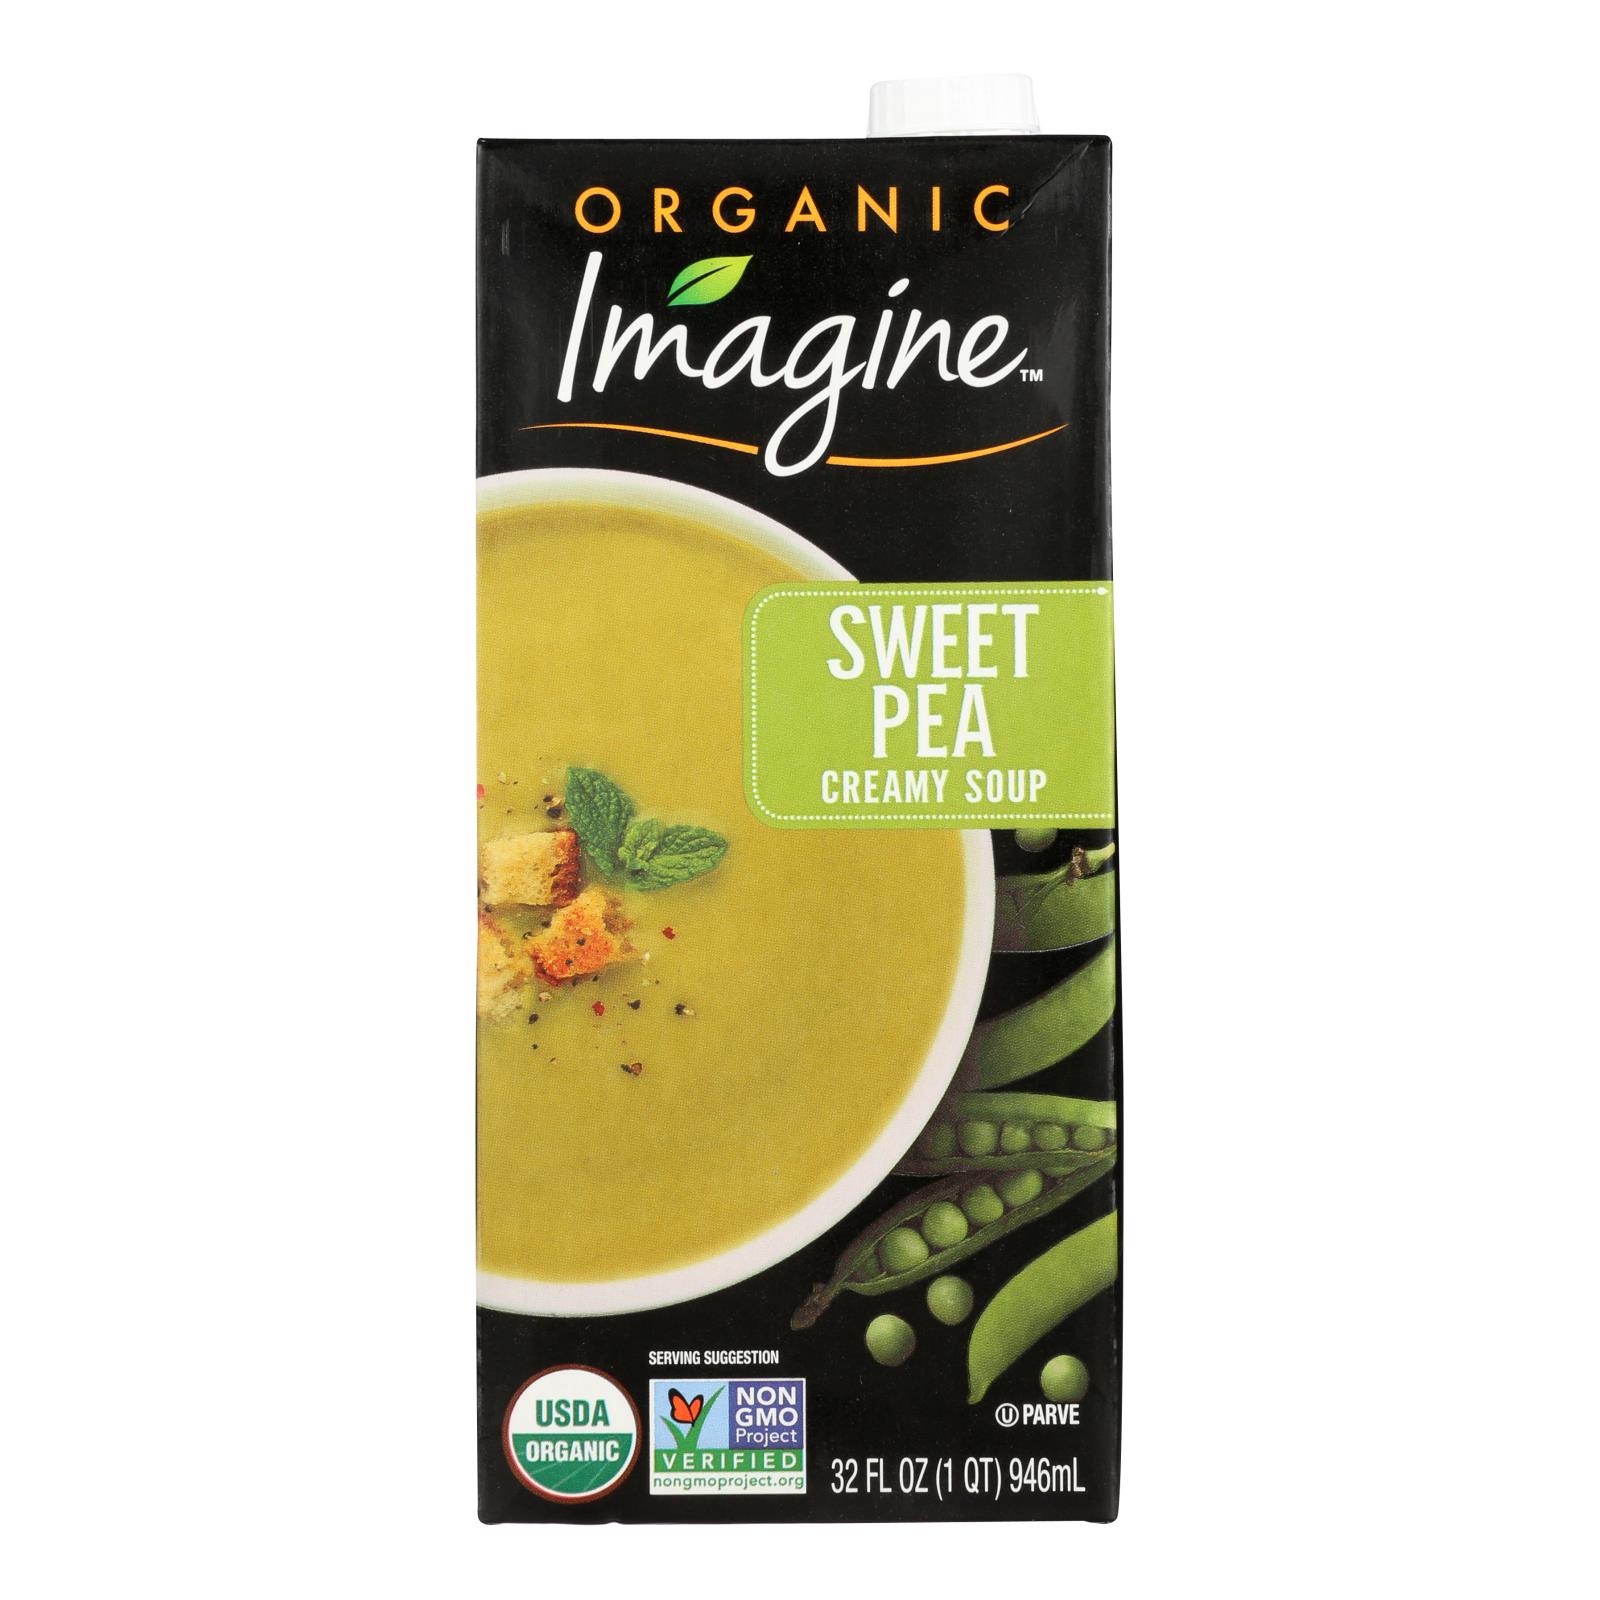 ORGANIC
Imagine™
SWEET
PEA
CREAMY SOUP
SERVING SUGGESTION
USDA
ORGANIC
NON
GMO
Project
VERIFIED
nongmoproject.org
Ⓤ PARVE
32 FL OZ (1 QT) 946mL